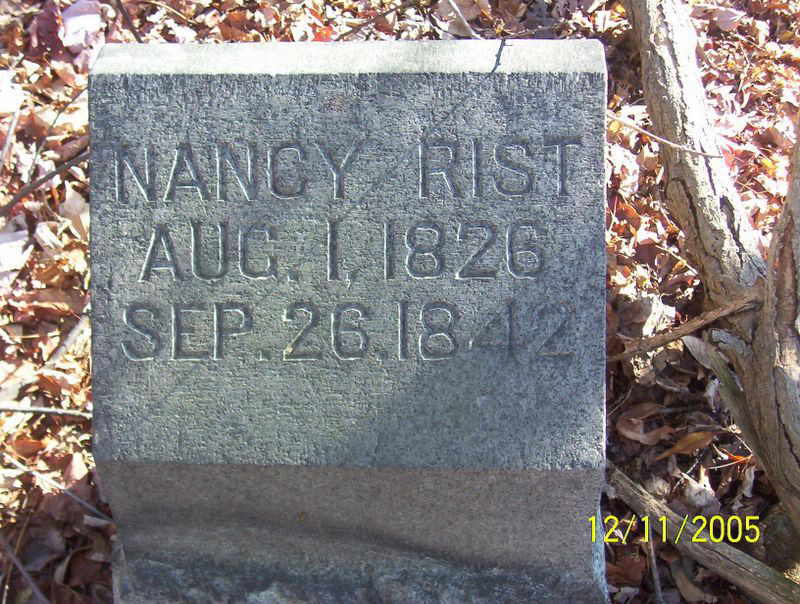 NANCY RIST
AUG. 1, 1826
SEP. 26. 1842
12/11/2005